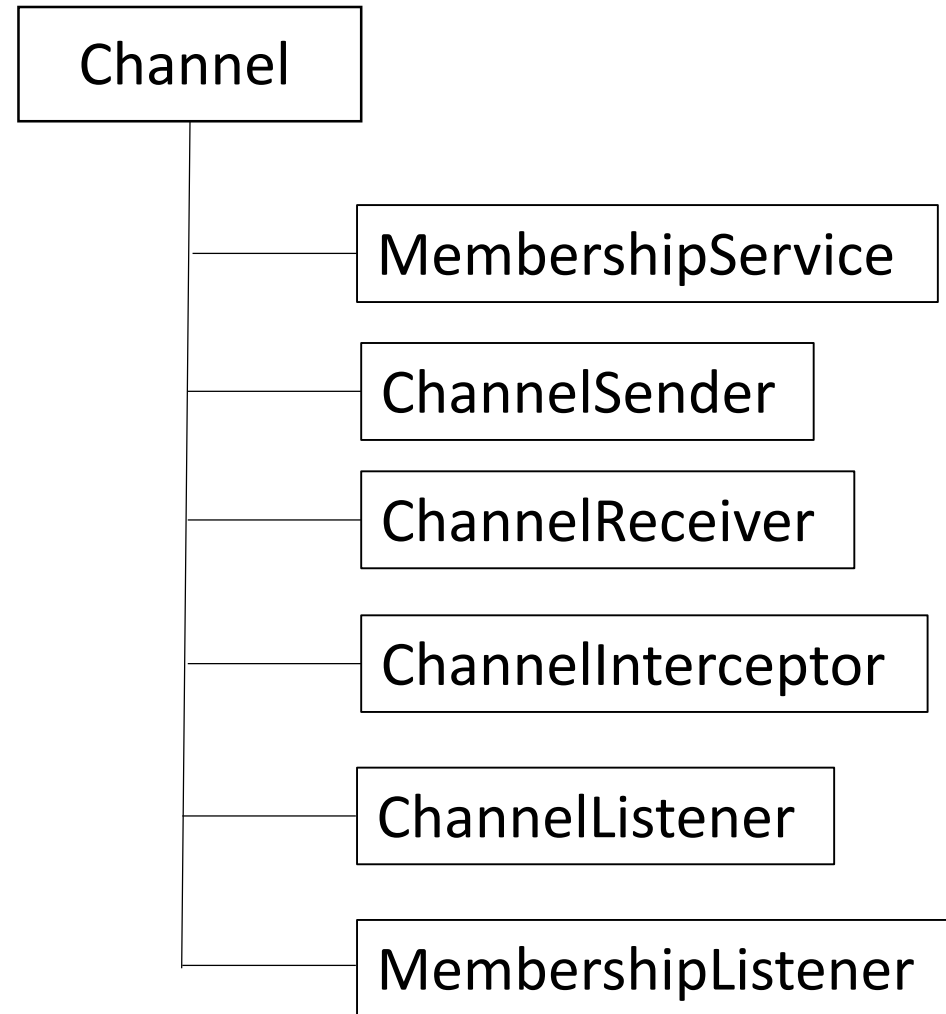 Channel
MembershipService
ChannelSender
ChannelReceiver
ChannelInterceptor
ChannelListener
MembershipListener